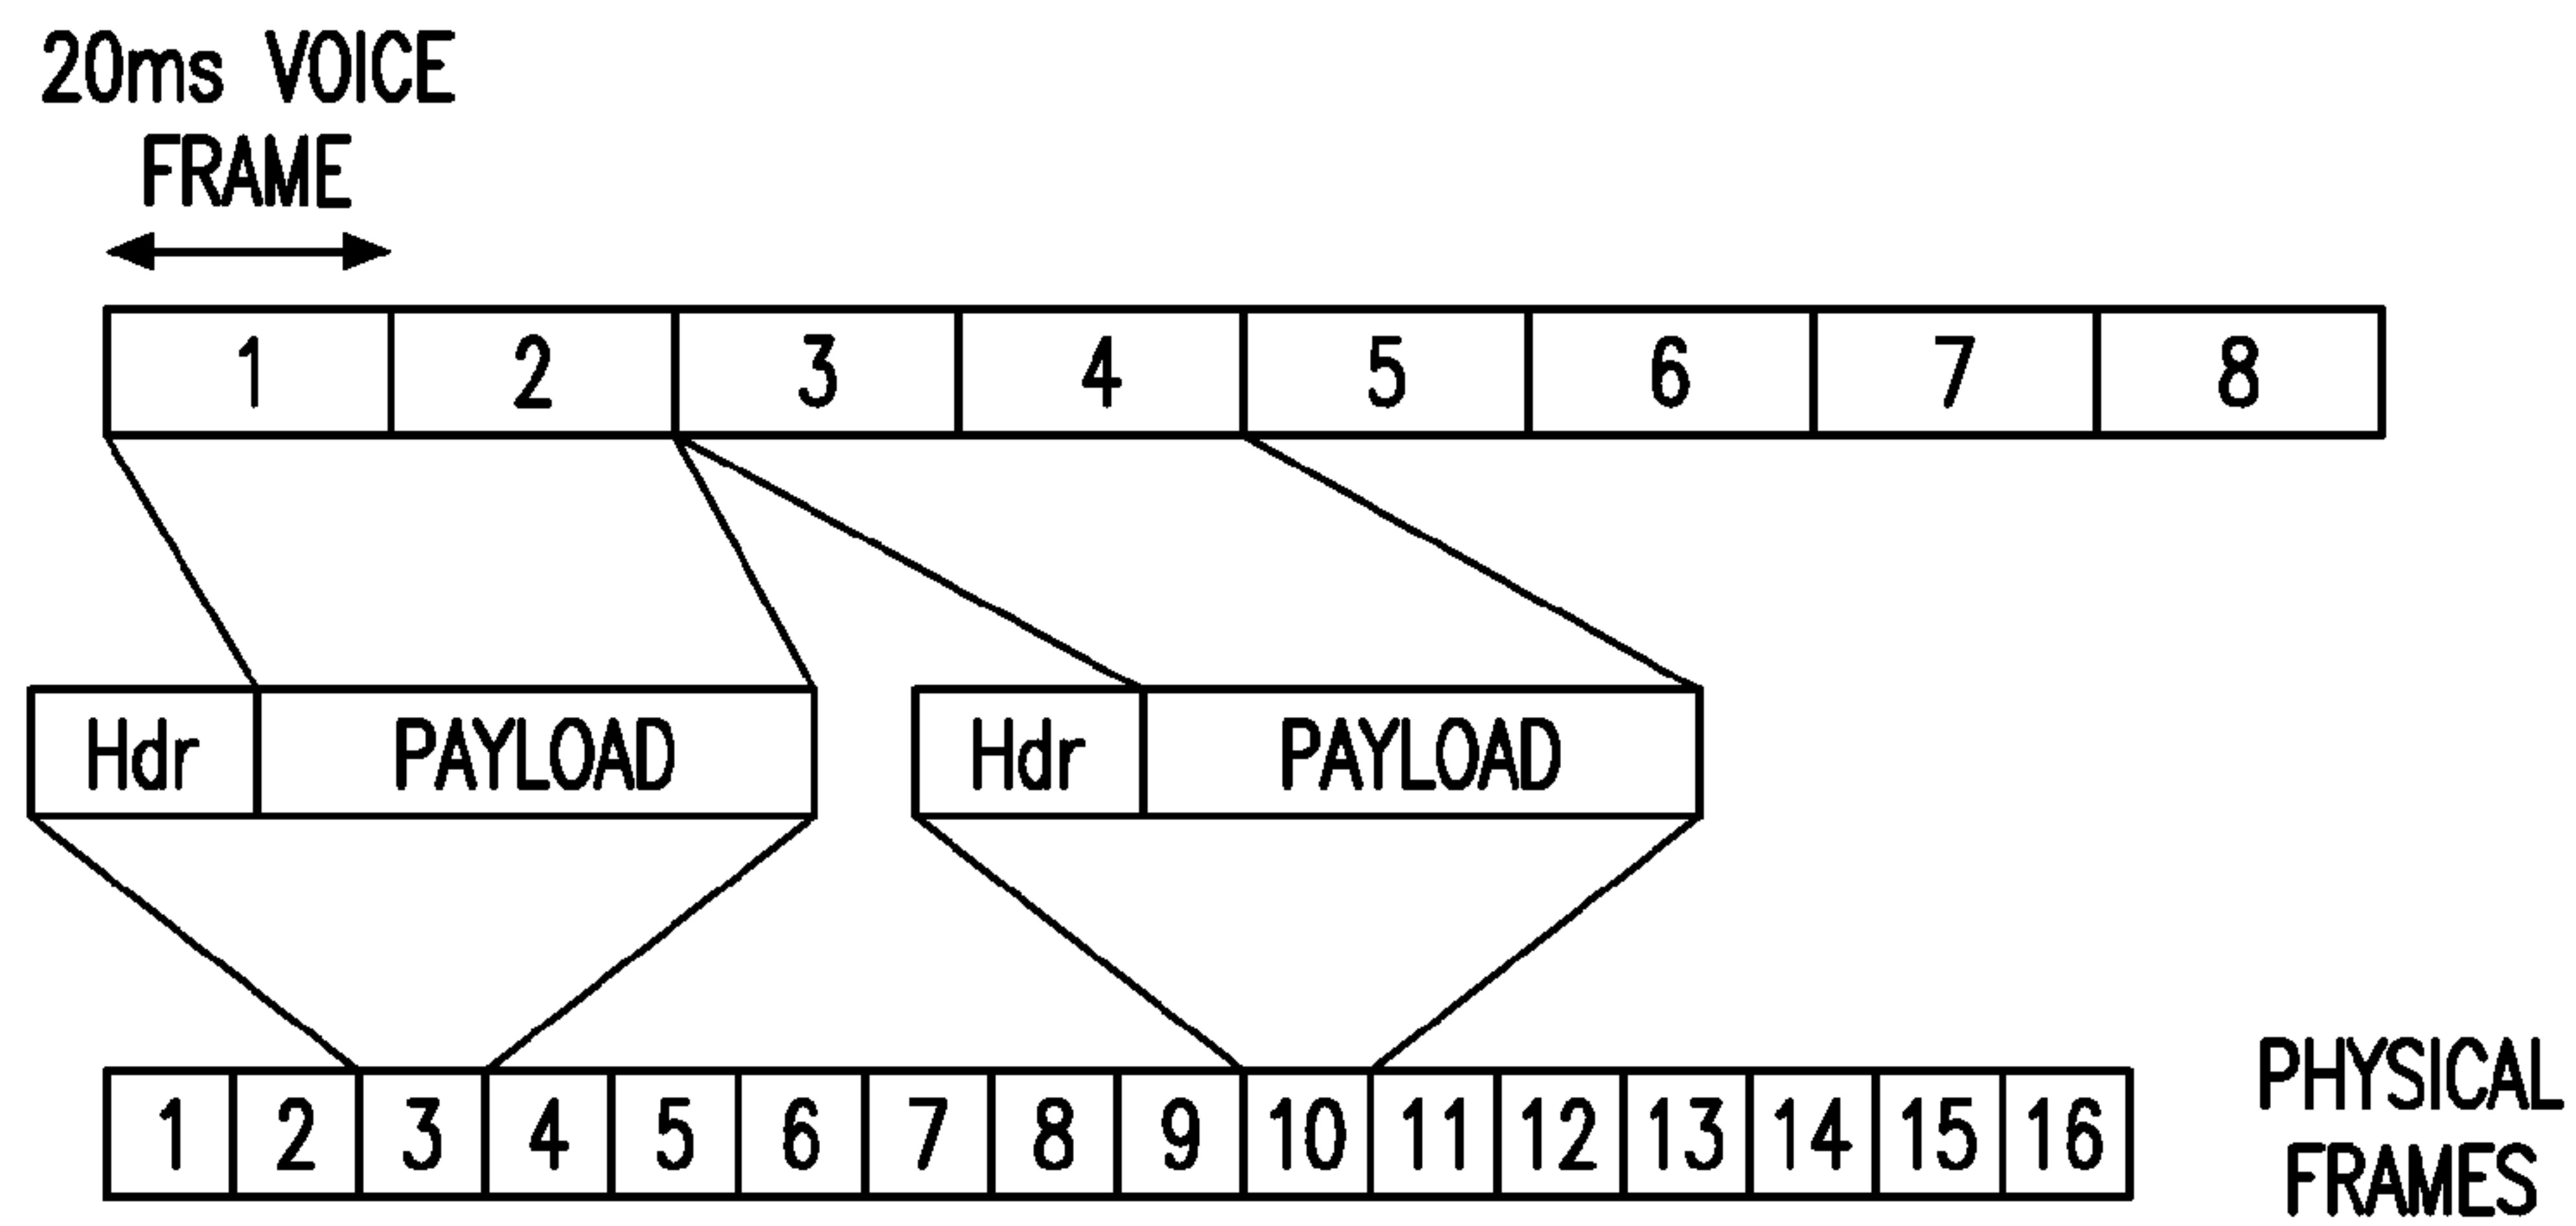 20ms VOICE
FRAME
1 2 3 4 5 6 7 8
Hdr PAYLOAD Hdr PAYLOAD
1 2 3 4 5 6 7 8 9 10 11 12 13 14 15 16
PHYSICAL
FRAMES